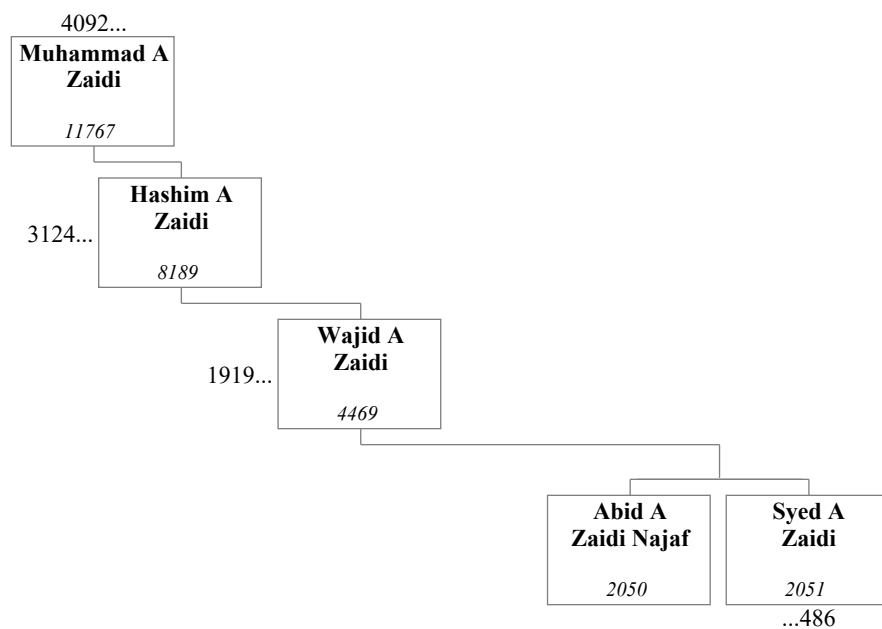 4092...
Muhammad A
Zaidi
11767
Hashim A
Zaidi
3124...
8189
Wajid A
Zaidi
1919...
4469
Abid A
Zaidi Najaf
2050
Syed A
Zaidi
2051
...486